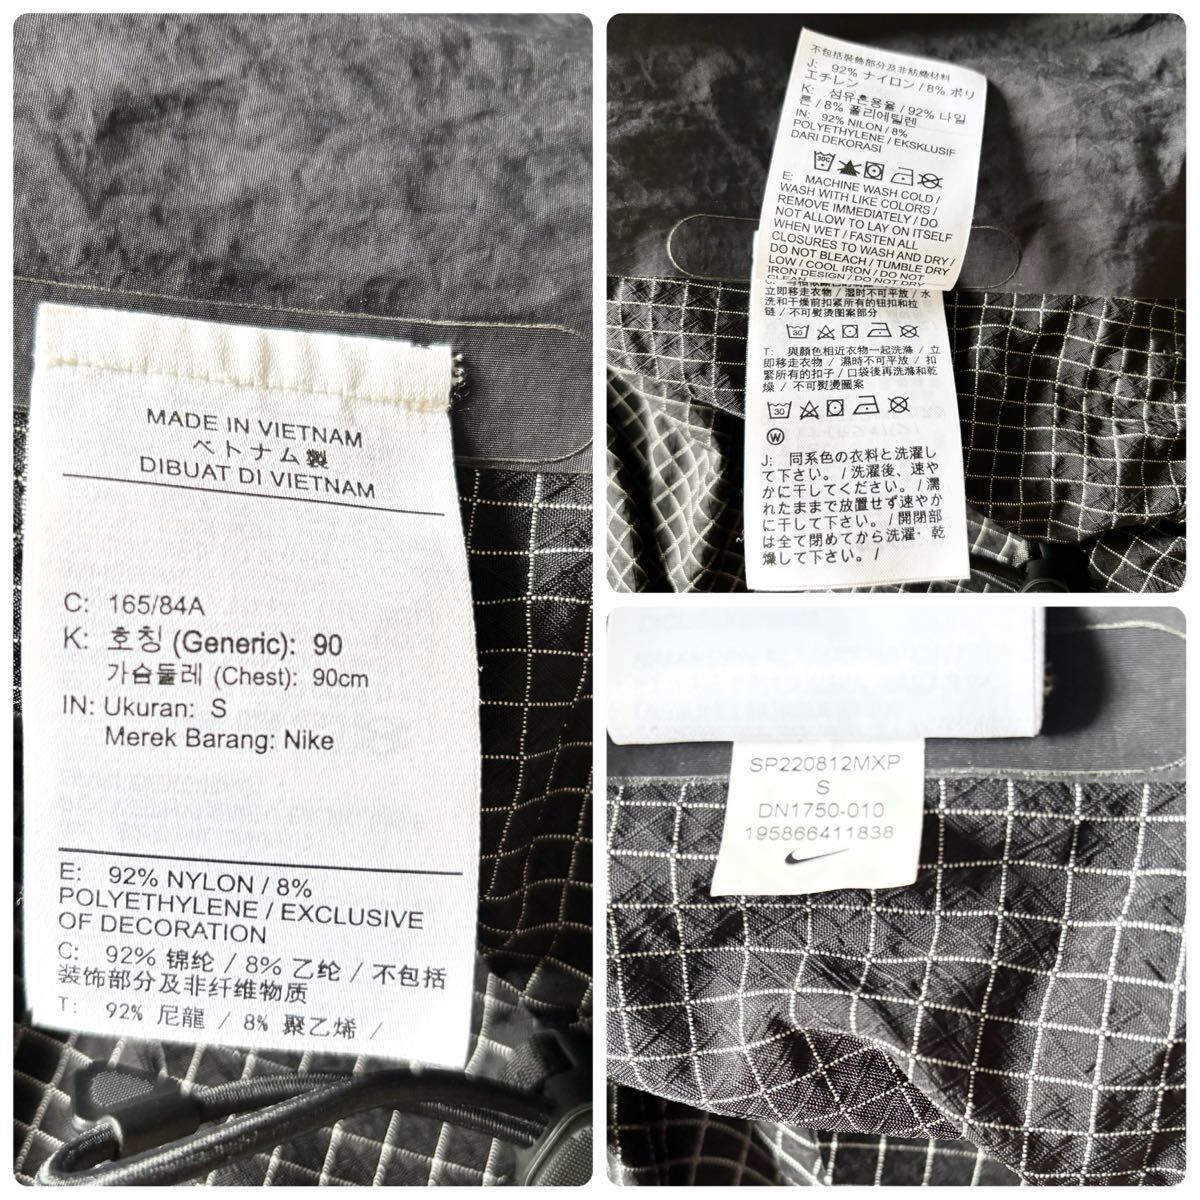 MADE IN VIETNAM
ベトナム製
DIBUAT DI VIETNAM
C: 165/84A
K: 호칭 (Generic): 90
가슴둘레 (Chest): 90cm
IN: Ukuran: S
Merek Barang: Nike
E: 92% NYLON / 8%
POLYETHYLENE / EXCLUSIVE
OF DECORATION
C: 92% 锦纶 / 8% 乙纶 / 不包括
装饰部分及非纤维物质
T: 92% 尼龍 / 8% 聚乙烯 /
不包括裝飾部分及非紡織材料
J: 92% ナイロン / 8% ポリ
エチレン
K: 섬유혼용율 / 92% 나일
론 / 8% 폴리에틸렌
IN: 92% NILON / 8%
POLYETHYLENE / EKSKLUSIF
DARI DEKORASI
30C
E: MACHINE WASH COLD /
WASH WITH LIKE COLORS /
REMOVE IMMEDIATELY / DO
NOT ALLOW TO LAY ON ITSELF
WHEN WET / FASTEN ALL
CLOSURES TO WASH AND DRY /
DO NOT BLEACH / TUMBLE DRY
LOW / COOL IRON / DO NOT
IRON DESIGN / DO NOT DRY
立即移走衣物 / 湿时不可平放 / 水
洗和干燥前扣紧所有的钮扣和拉
链 / 不可熨烫图案部分
30
T: 與顏色相近衣物一起洗滌 / 立
即移走衣物 / 濕時不可平放 / 扣
緊所有的扣子 / 口袋後再洗滌和乾
燥 / 不可熨燙圖案
30
W
J: 同系色の衣料と洗濯し
て下さい。/ 洗濯後、速や
かに干してください。/ 濡
れたままで放置せず速やか
に干して下さい。/ 開閉部
は全て閉めてから洗濯・乾
燥して下さい。/
SP220812MXP
S
DN1750-010
195866411838